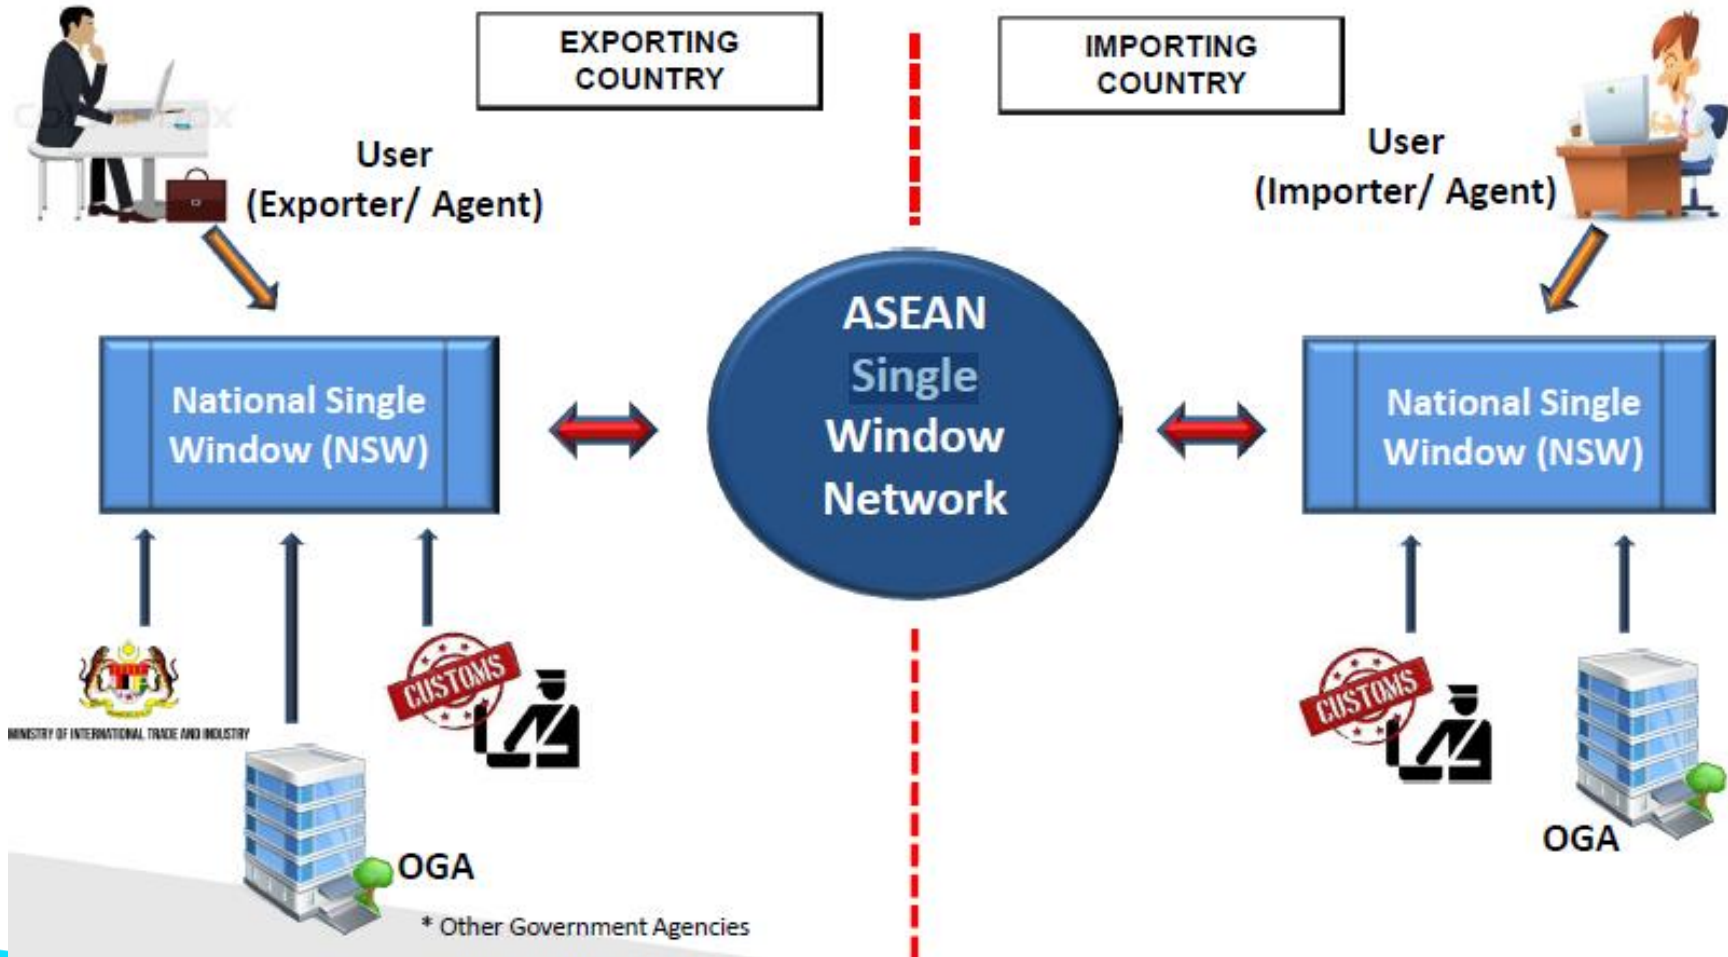 EXPORTING
COUNTRY
IMPORTING
COUNTRY
User
(Exporter/ Agent)
User
(Importer/ Agent)
ASEAN
Single
Window
Network
National Single
Window (NSW)
National Single
Window (NSW)
MINISTRY OF INTERNATIONAL TRADE AND INDUSTRY
CUSTOMS
CUSTOMS
OGA
OGA
* Other Government Agencies